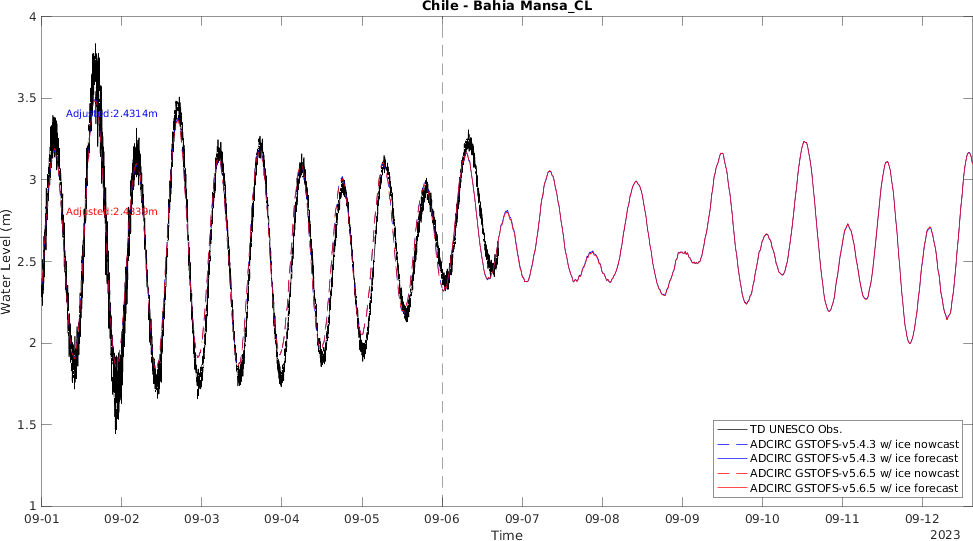 Chile - Bahia Mansa_CL
Water Level (m)
4
3.5
3
2.5
2
1.5
1
Adjusted:2.4314m
Adjusted:2.4339m
TD UNESCO Obs.
ADCIRC GSTOFS-v5.4.3 w/ ice nowcast
ADCIRC GSTOFS-v5.4.3 w/ ice forecast
ADCIRC GSTOFS-v5.6.5 w/ ice nowcast
ADCIRC GSTOFS-v5.6.5 w/ ice forecast
09-01 09-02 09-03 09-04 09-05 09-06 09-07 09-08 09-09 09-10 09-11 09-12
Time
2023